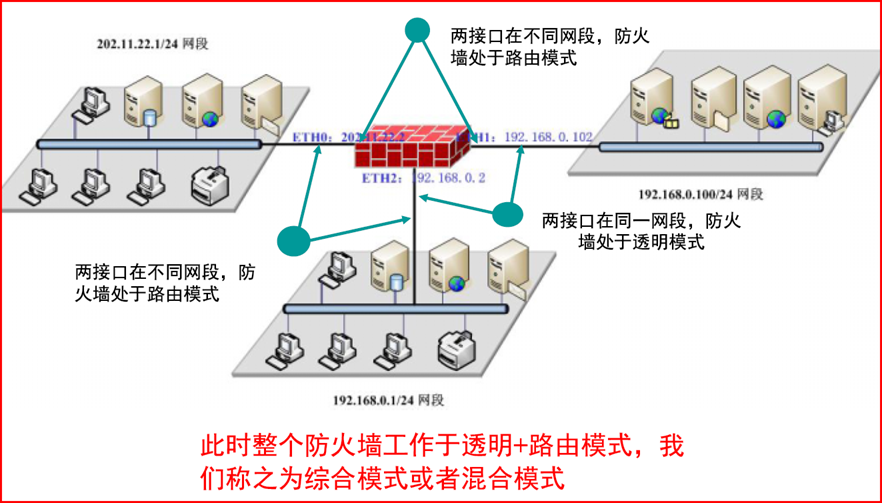 202.11.22.1/24 网段
两接口在不同网段，防火
墙处于路由模式
ETH0：202.11.22.2
ETH1：192.168.0.102
ETH2：192.168.0.2
192.168.0.100/24 网段
两接口在同一网段，防火
墙处于透明模式
两接口在不同网段，防
火墙处于路由模式
192.168.0.1/24 网段
此时整个防火墙工作于透明+路由模式，我
们称之为综合模式或者混合模式